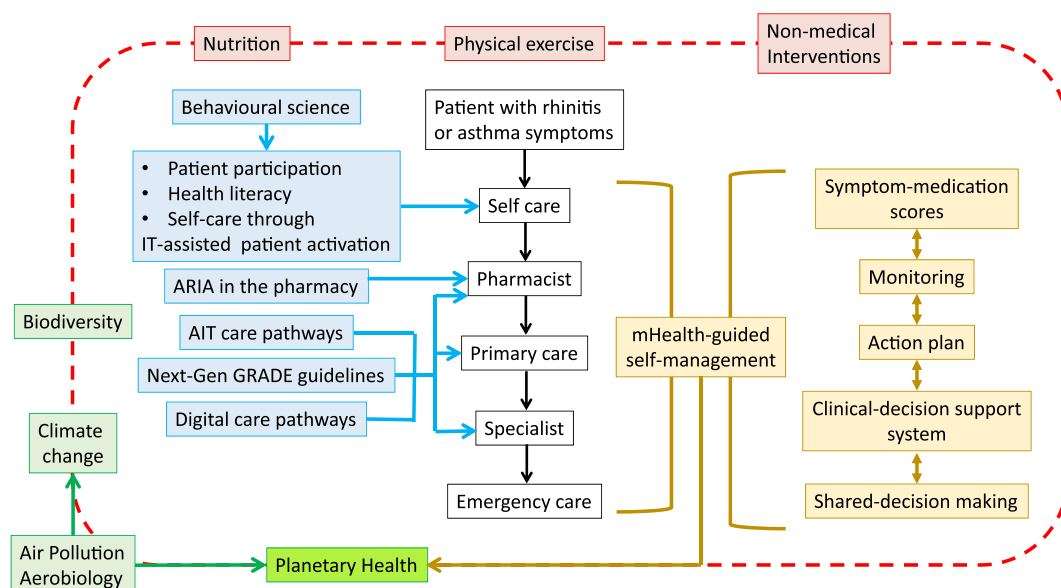 Nutrition
Physical exercise
Non-medical
Interventions
Behavioural science
Patient with rhinitis
or asthma symptoms
• Patient participation
• Health literacy
• Self-care through
IT-assisted patient activation
Self care
Symptom-medication
scores
ARIA in the pharmacy
Pharmacist
Monitoring
Biodiversity
AIT care pathways
mHealth-guided
self-management
Primary care
Action plan
Next-Gen GRADE guidelines
Digital care pathways
Specialist
Clinical-decision support
system
Climate
change
Emergency care
Shared-decision making
Air Pollution
Aerobiology
Planetary Health